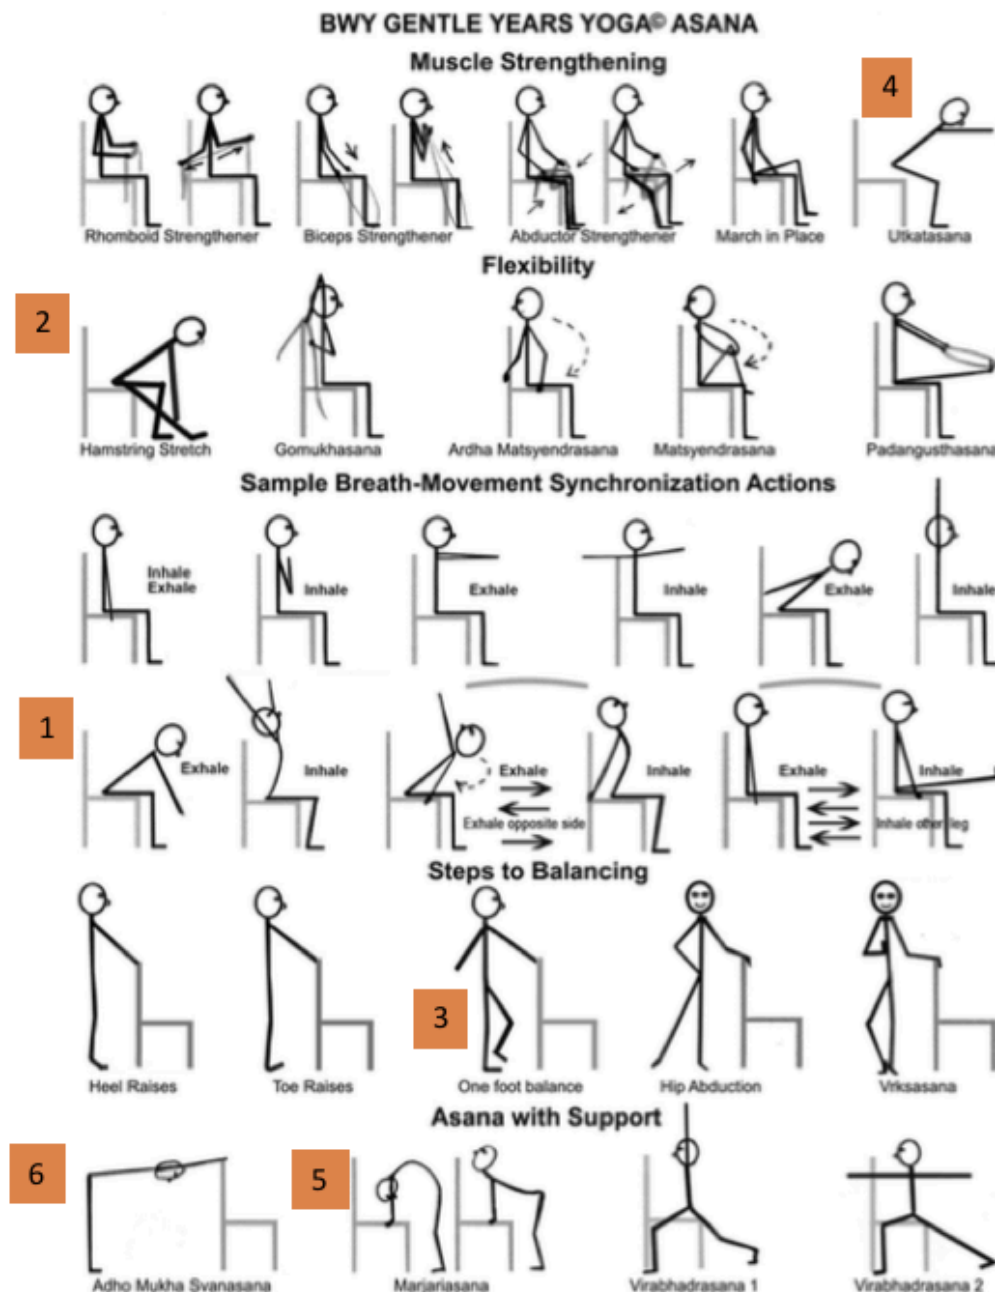 BWY GENTLE YEARS YOGA© ASANA
Muscle Strengthening
4
Rhomboid Strengthener Biceps Strengthener Abductor Strengthener March in Place Utkatasana
Flexibility
2
Hamstring Stretch Gomukhasana Ardha Matsyendrasana Matsyendrasana Padangusthasana
Sample Breath-Movement Synchronization Actions
Inhale
Exhale Inhale Exhale Inhale Exhale Inhale
1
Exhale Inhale Exhale Inhale Exhale Inhale
Exhale opposite side Inhale other leg
Steps to Balancing
3
Heel Raises Toe Raises One foot balance Hip Abduction Vrksasana
Asana with Support
6 5
Adho Mukha Svanasana Marjariasana Virabhadrasana 1 Virabhadrasana 2